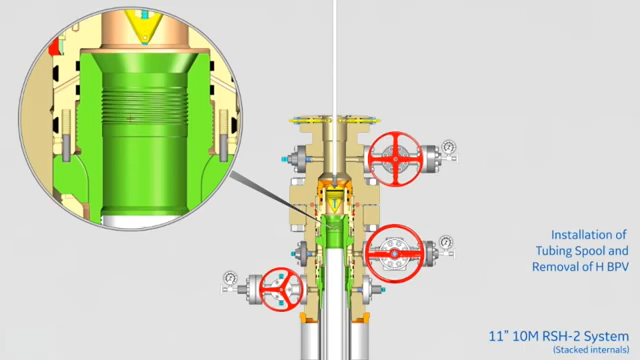 Installation of
Tubing Spool and
Removal of H BPV
11" 10M RSH-2 System
(Stacked internals)